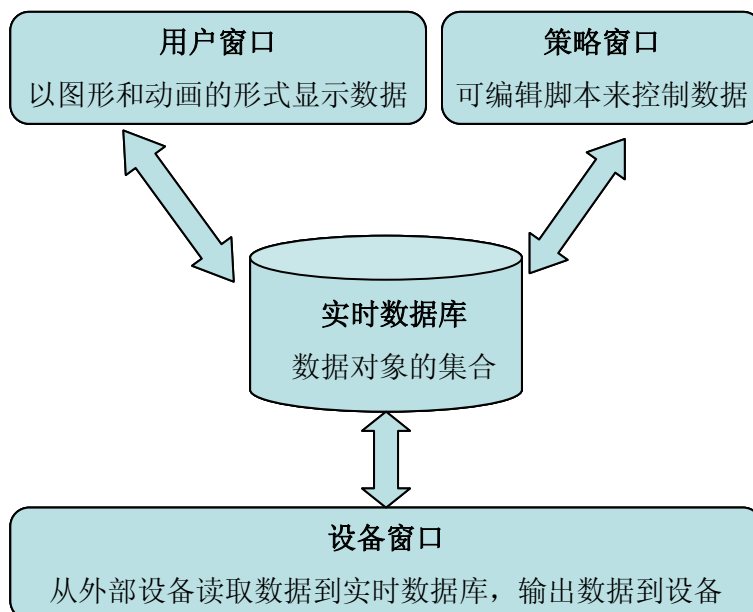 用户窗口
以图形和动画的形式显示数据
策略窗口
可编辑脚本来控制数据
实时数据库
数据对象的集合
设备窗口
从外部设备读取数据到实时数据库，输出数据到设备